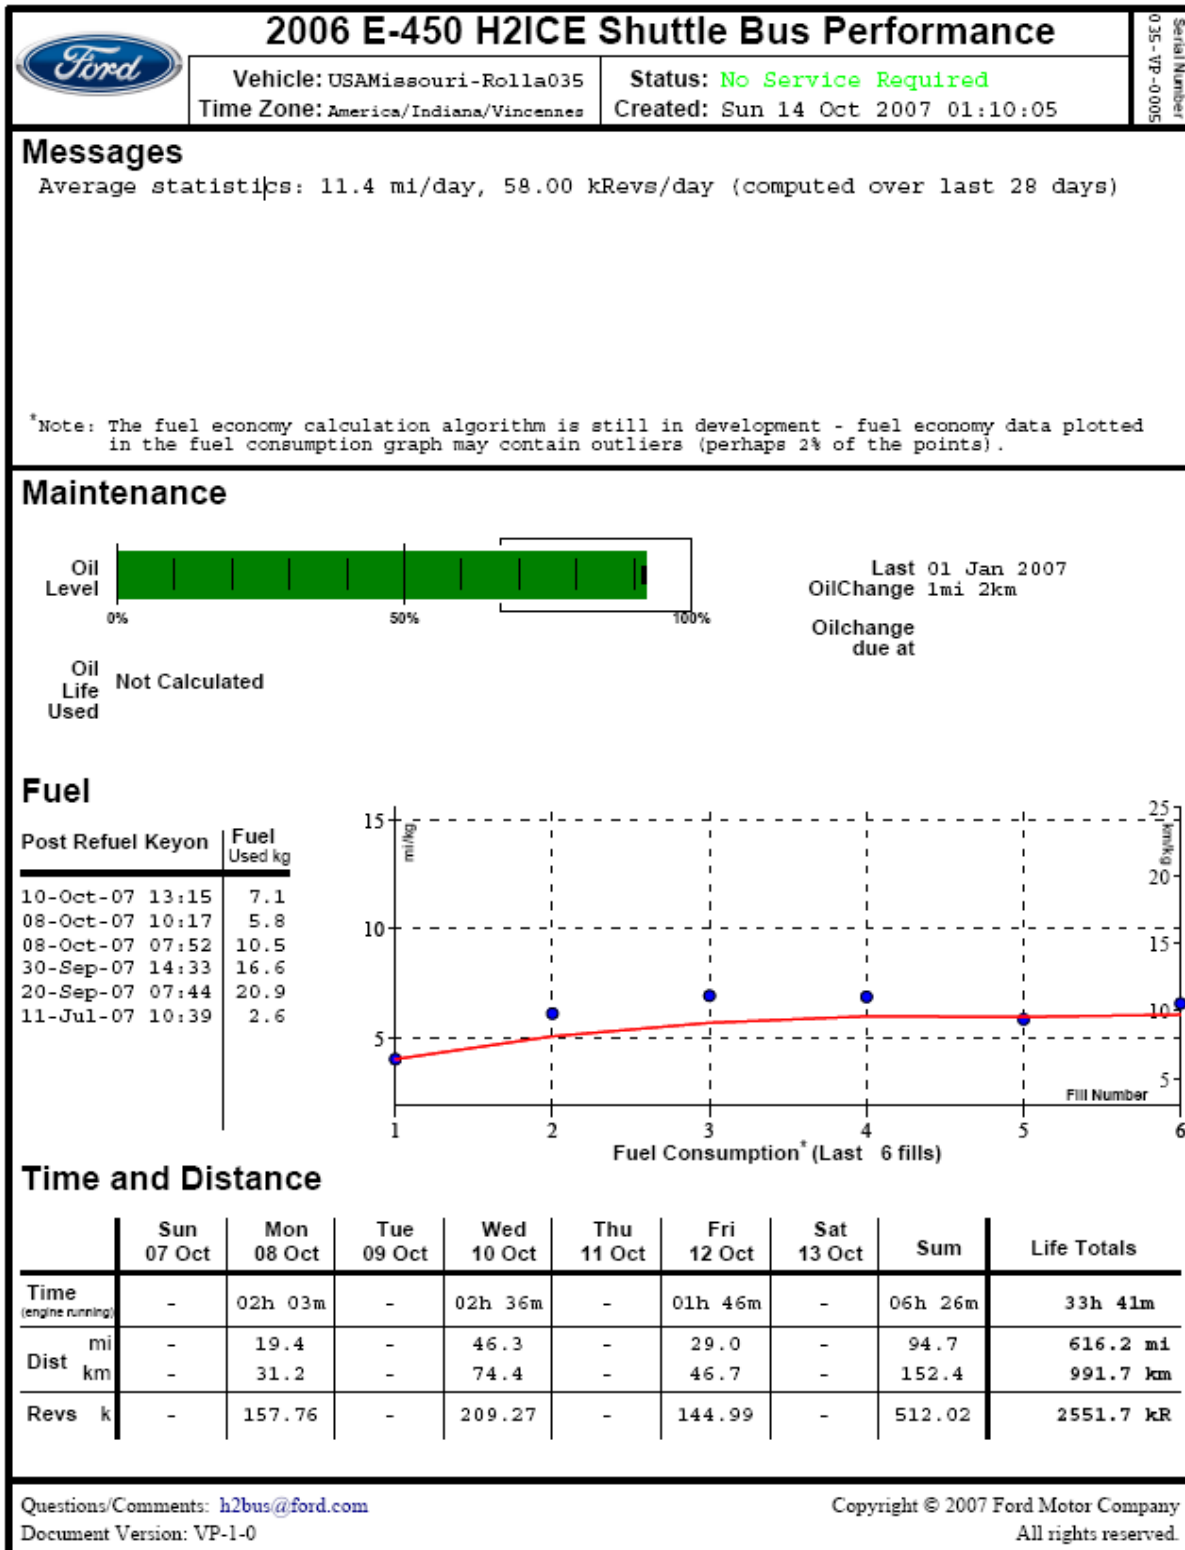 Ford
2006 E-450 H2ICE Shuttle Bus Performance
Vehicle: USAMissouri-Rolla035
Time Zone: America/Indiana/Vincennes
Status: No Service Required
Created: Sun 14 Oct 2007 01:10:05
Serial Number
035-VP-0005
Messages
Average statistics: 11.4 mi/day, 58.00 kRevs/day (computed over last 28 days)
*Note: The fuel economy calculation algorithm is still in development - fuel economy data plotted
in the fuel consumption graph may contain outliers (perhaps 2% of the points).
Maintenance
Oil
Level
0% 50% 100%
Last 01 Jan 2007
OilChange 1mi 2km
Oilchange
due at
Oil
Life
Used
Not Calculated
Fuel
Post Refuel Keyon Fuel
Used kg
10-Oct-07 13:15 7.1
08-Oct-07 10:17 5.8
08-Oct-07 07:52 10.5
30-Sep-07 14:33 16.6
20-Sep-07 07:44 20.9
11-Jul-07 10:39 2.6
15
10
5
mi/kg
25
20
15
10
5
km/kg
Fill Number
1 2 3 4 5 6
Fuel Consumption* (Last 6 fills)
Time and Distance
Sun Mon Tue Wed Thu Fri Sat
07 Oct 08 Oct 09 Oct 10 Oct 11 Oct 12 Oct 13 Oct Sum Life Totals
Time
(engine running)
- 02h 03m - 02h 36m - 01h 46m - 06h 26m 33h 41m
Dist
mi - 19.4 - 46.3 - 29.0 - 94.7 616.2 mi
km - 31.2 - 74.4 - 46.7 - 152.4 991.7 km
Revs k - 157.76 - 209.27 - 144.99 - 512.02 2551.7 kR
Questions/Comments: h2bus@ford.com
Document Version: VP-1-0
Copyright © 2007 Ford Motor Company
All rights reserved.